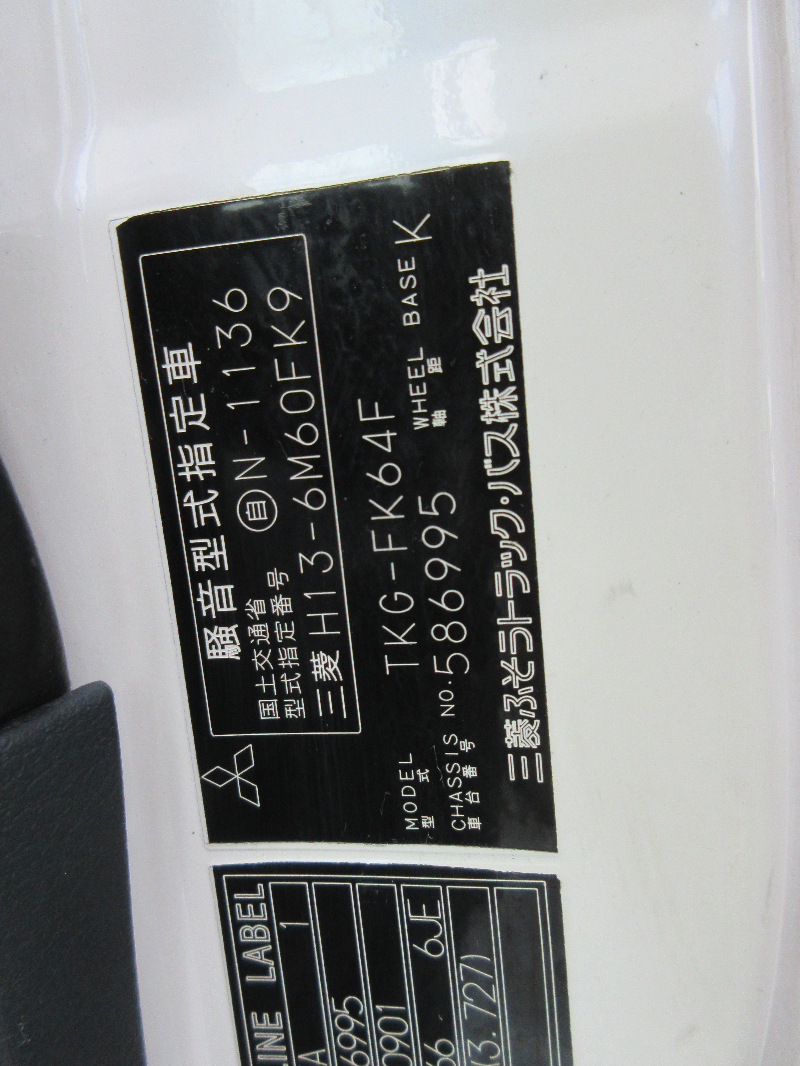 騒音型式指定車
国土交通省 自N-1136
型式指定番号
三菱 H13-6M60FK9
MODEL TKG-FK64F WHEEL BASE K
型式 軸距
CHASSIS NO. 586995
車台番号
三菱ふそうトラック・バス株式会社
INE LABEL
1
A
6995
0901
66 6JE
(3.727)